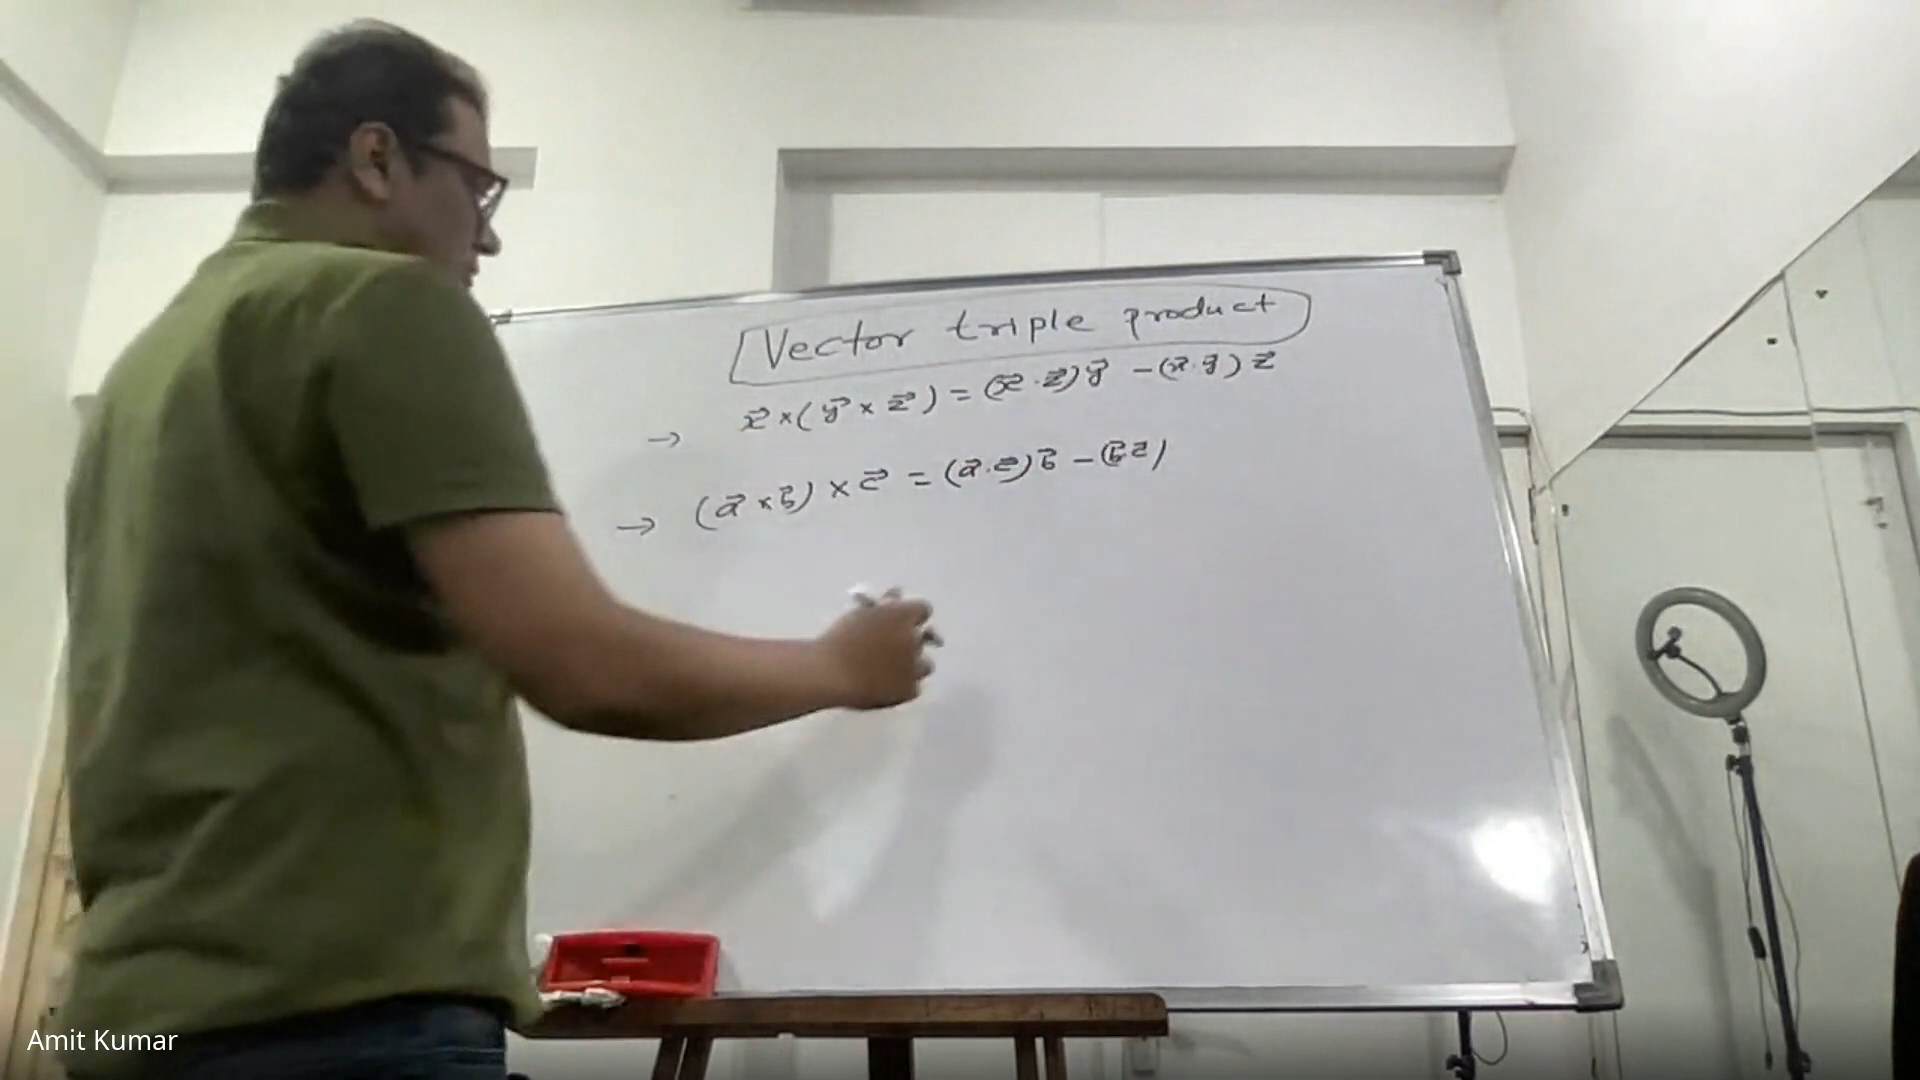 Vector triple product
→ x⃗ × ( y⃗ × z⃗ ) = (x⃗ . z⃗) y⃗ - (x⃗ . y⃗) z⃗
→ (a⃗ × b⃗) × c⃗ = (a⃗ . c⃗) b⃗ - (b⃗ c⃗)
Amit Kumar